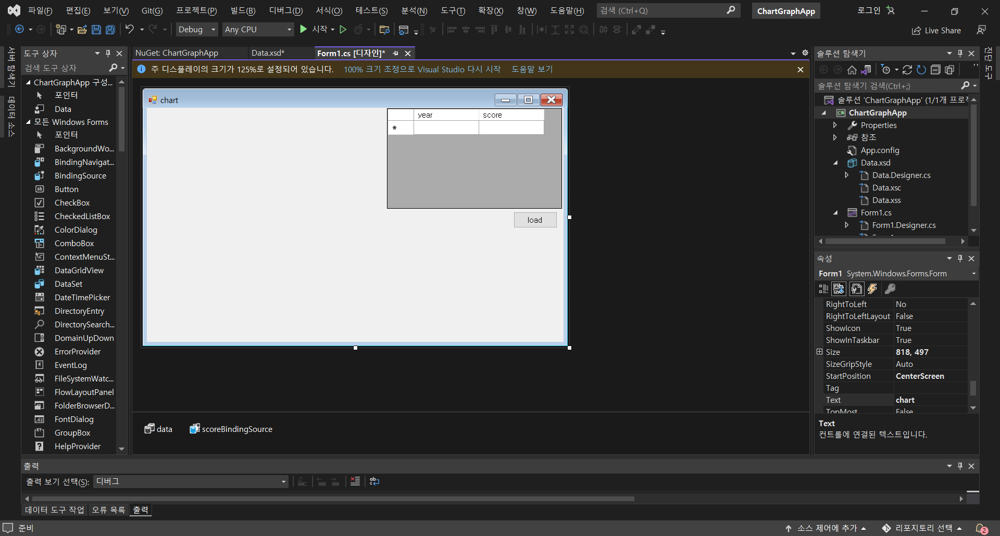 파일(F) 편집(E) 보기(V) Git(G) 프로젝트(P) 빌드(B) 디버그(D) 서식(O) 테스트(S) 분석(N) 도구(T) 확장(X) 창(W) 도움말(H) 검색 (Ctrl+Q) ChartGraphApp 로그인
Debug Any CPU 시작 Live Share
서버 탐색기
데이터 소스
도구 상자
검색 도구 상자
ChartGraphApp 구성...
포인터
Data
모든 Windows Forms
포인터
BackgroundWo...
BindingNavigat...
BindingSource
Button
CheckBox
CheckedListBox
ColorDialog
ComboBox
ContextMenuSt...
DataGridView
DataSet
DateTimePicker
DirectoryEntry
DirectorySearch...
DomainUpDown
ErrorProvider
EventLog
FileSystemWatc...
FlowLayoutPanel
FolderBrowserD...
FontDialog
GroupBox
HelpProvider
NuGet: ChartGraphApp Data.xsd* Form1.cs [디자인]*
주 디스플레이의 크기가 125%로 설정되어 있습니다. 100% 크기 조정으로 Visual Studio 다시 시작 도움말 보기
chart
year score
*
load
data scoreBindingSource
솔루션 탐색기
솔루션 탐색기 검색(Ctrl+;)
솔루션 'ChartGraphApp' (1/1개 프로젝
ChartGraphApp
Properties
참조
App.config
Data.xsd
Data.Designer.cs
Data.xsc
Data.xss
Form1.cs
Form1.Designer.cs
진단 도구
속성
Form1 System.Windows.Forms.Form
RightToLeft No
RightToLeftLayout False
ShowIcon True
ShowInTaskbar True
Size 818, 497
SizeGripStyle Auto
StartPosition CenterScreen
Tag
Text chart
TopMost False
Text
컨트롤에 연결된 텍스트입니다.
출력
출력 보기 선택(S): 디버그
데이터 도구 작업 오류 목록 출력
준비 소스 제어에 추가 리포지토리 선택 2